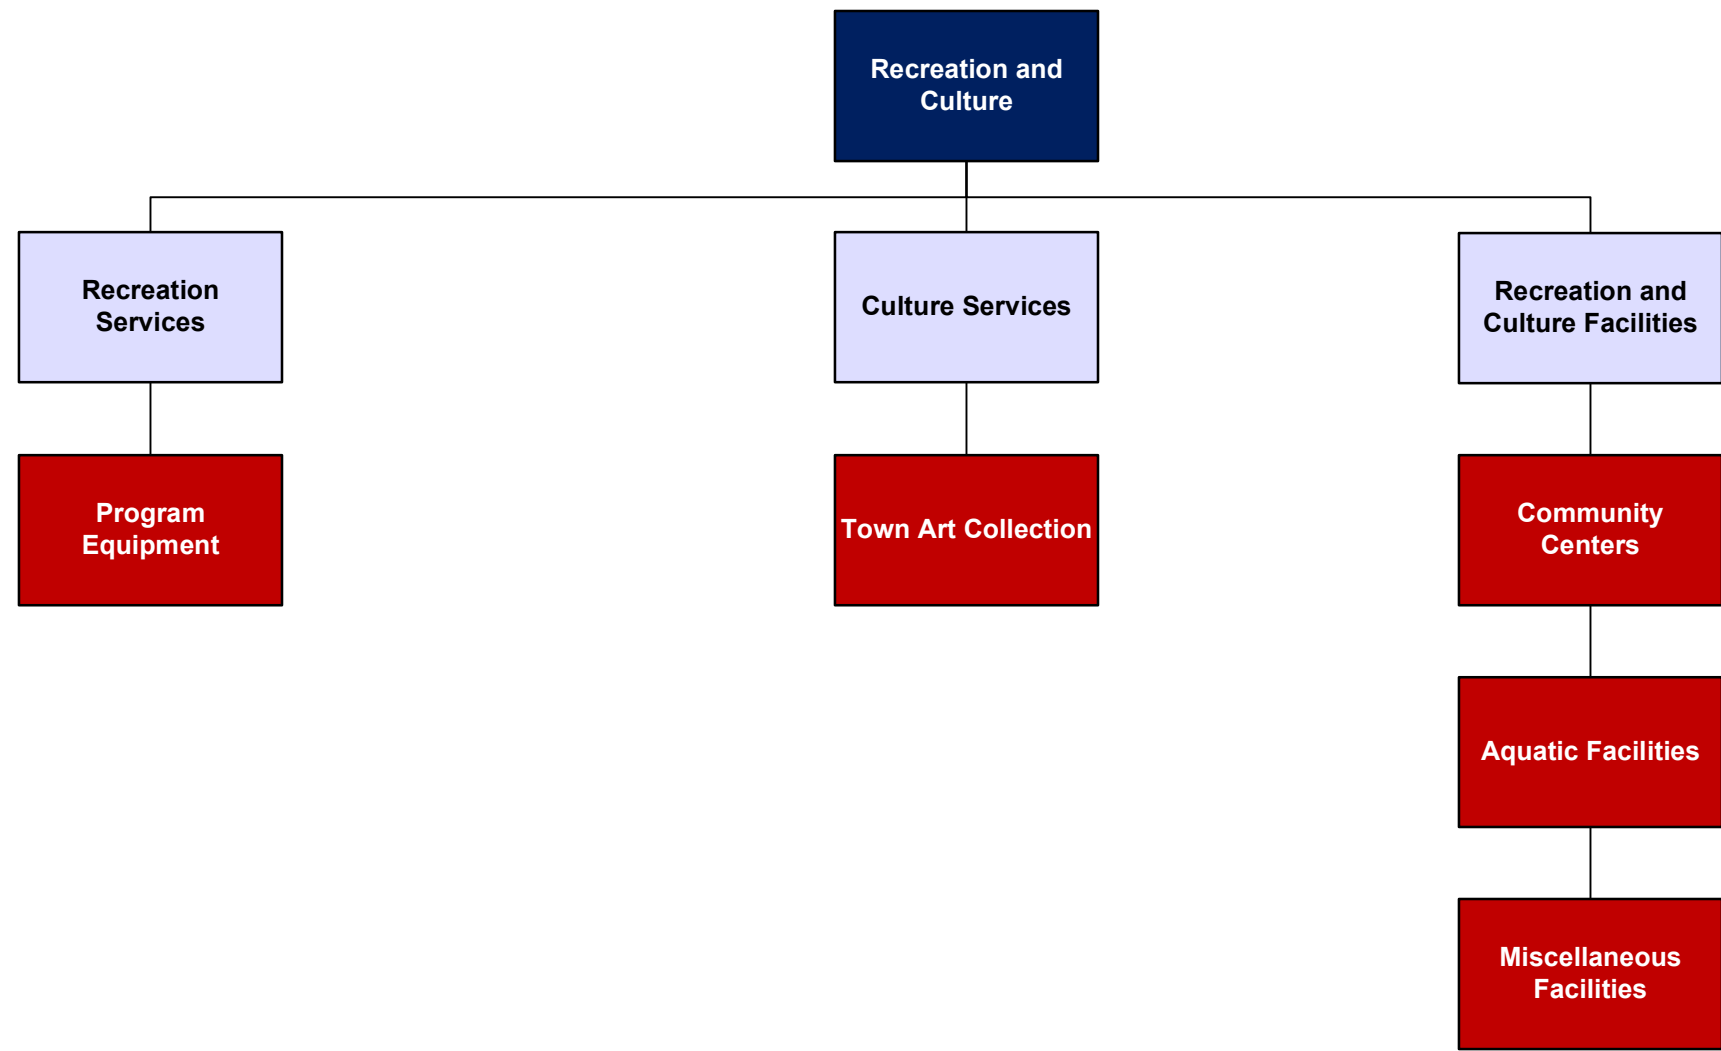 Recreation and
Culture
Recreation
Services
Culture Services
Recreation and
Culture Facilities
Program
Equipment
Town Art Collection
Community
Centers
Aquatic Facilities
Miscellaneous
Facilities